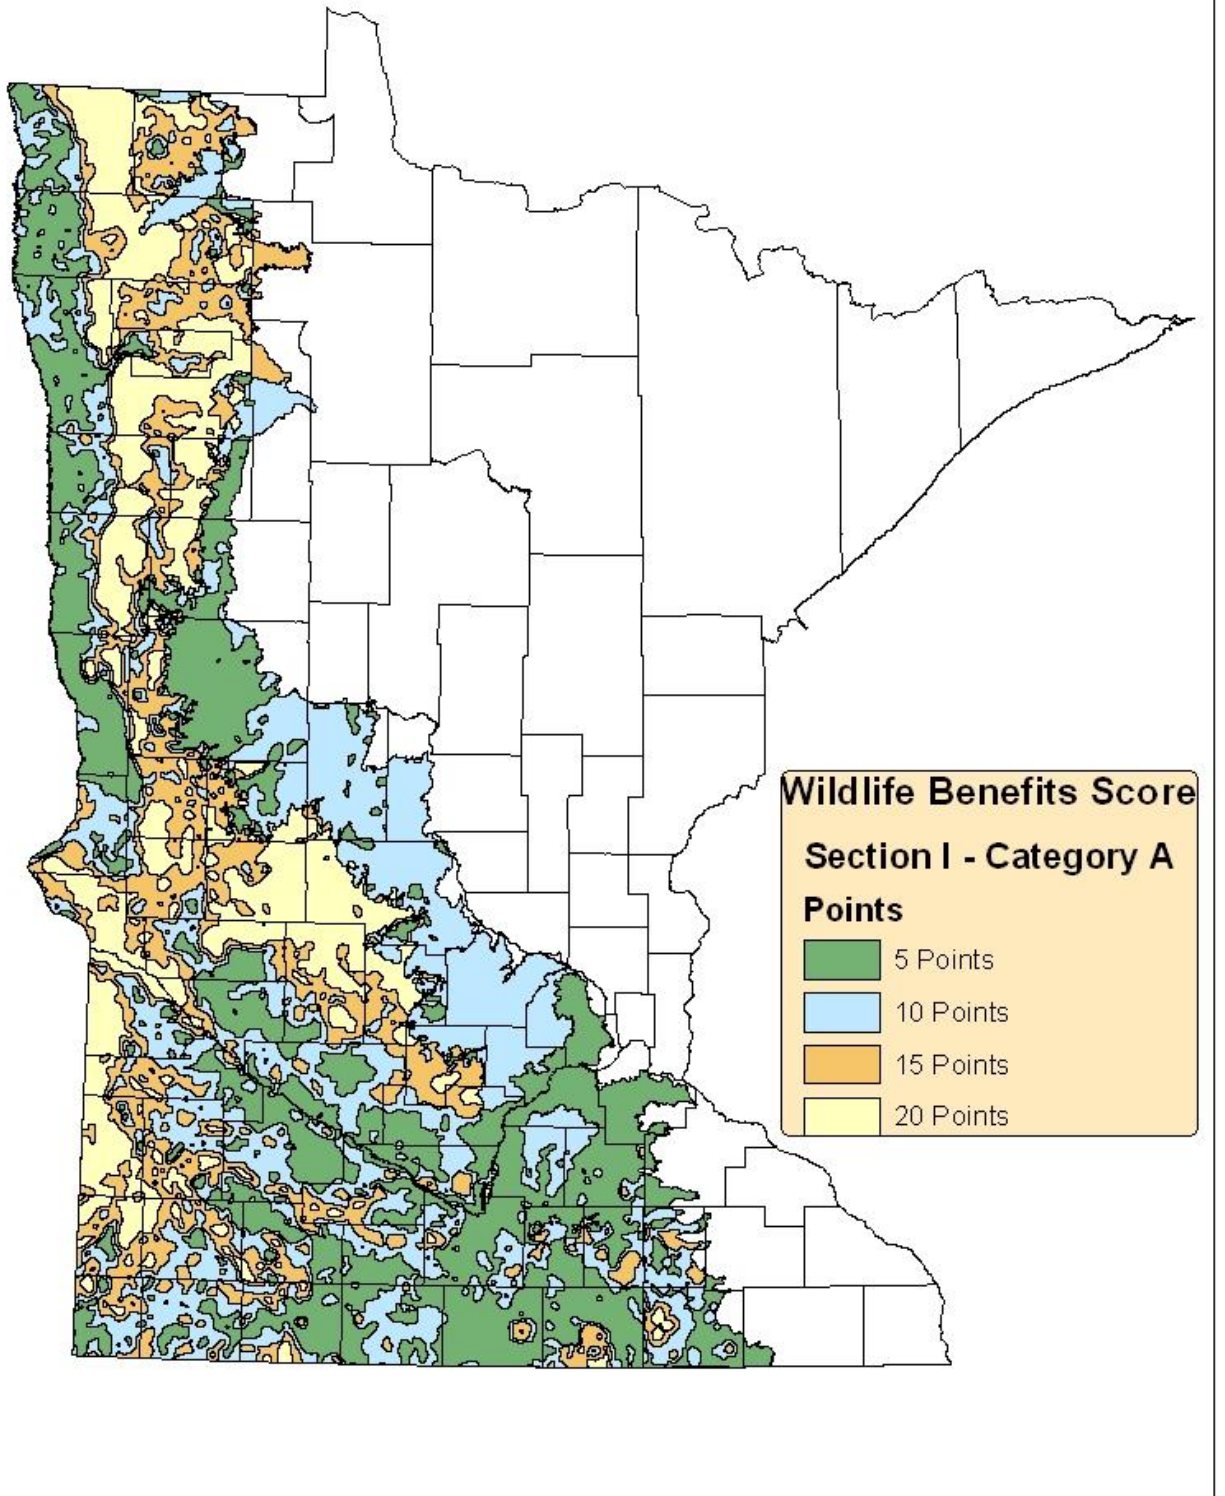 Wildlife Benefits Score
Section I - Category A
Points
5 Points
10 Points
15 Points
20 Points